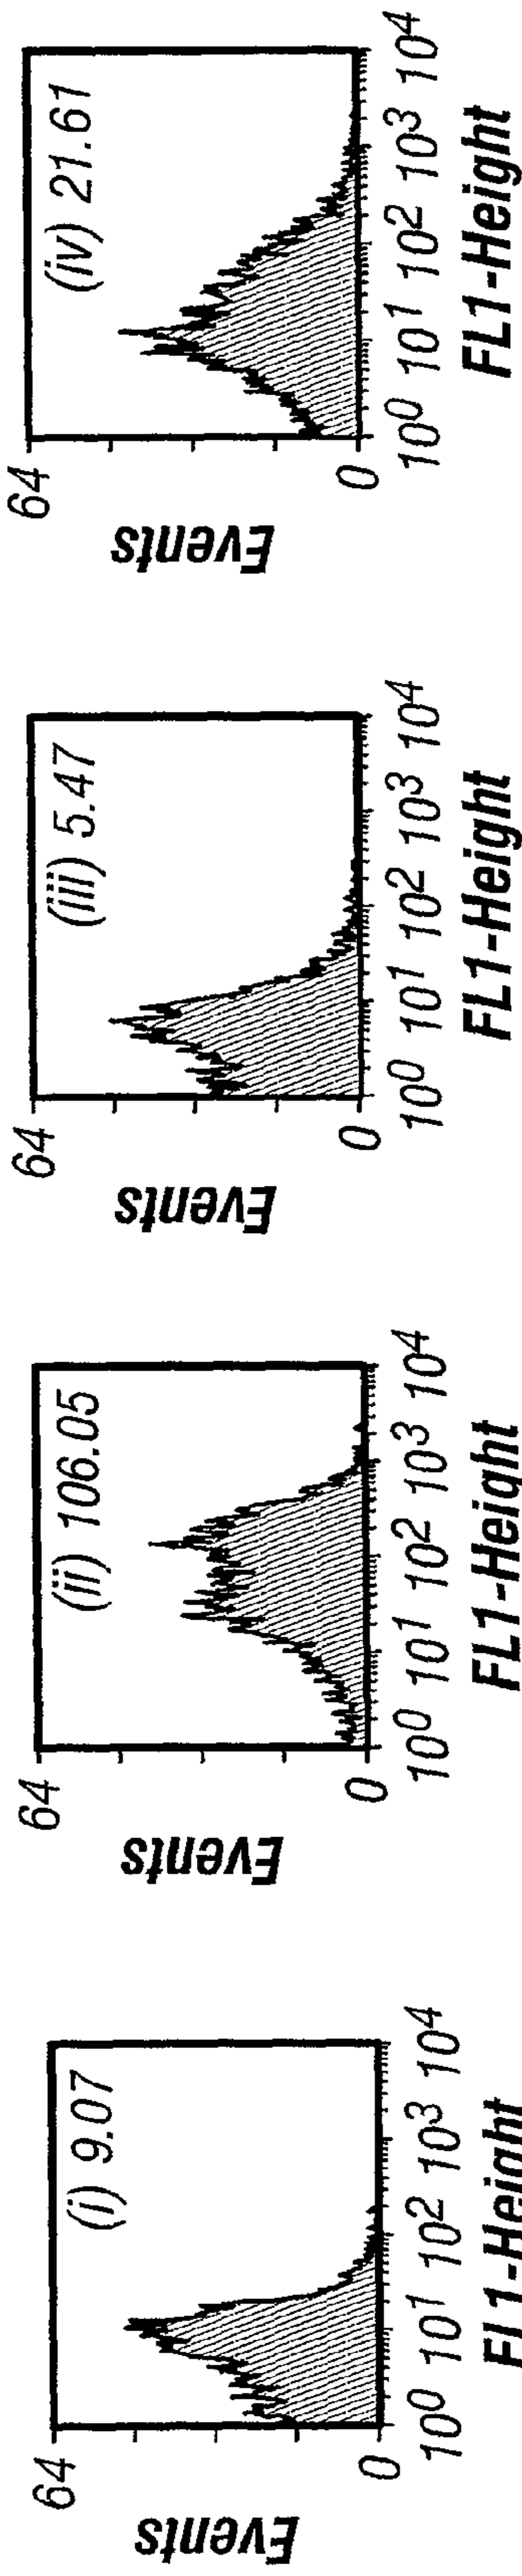 64
(i) 9.07
Events
0
10⁰ 10¹ 10² 10³ 10⁴
FL1-Height
64
(ii) 106.05
Events
0
10⁰ 10¹ 10² 10³ 10⁴
FL1-Height
64
(iii) 5.47
Events
0
10⁰ 10¹ 10² 10³ 10⁴
FL1-Height
64
(iv) 21.61
Events
0
10⁰ 10¹ 10² 10³ 10⁴
FL1-Height